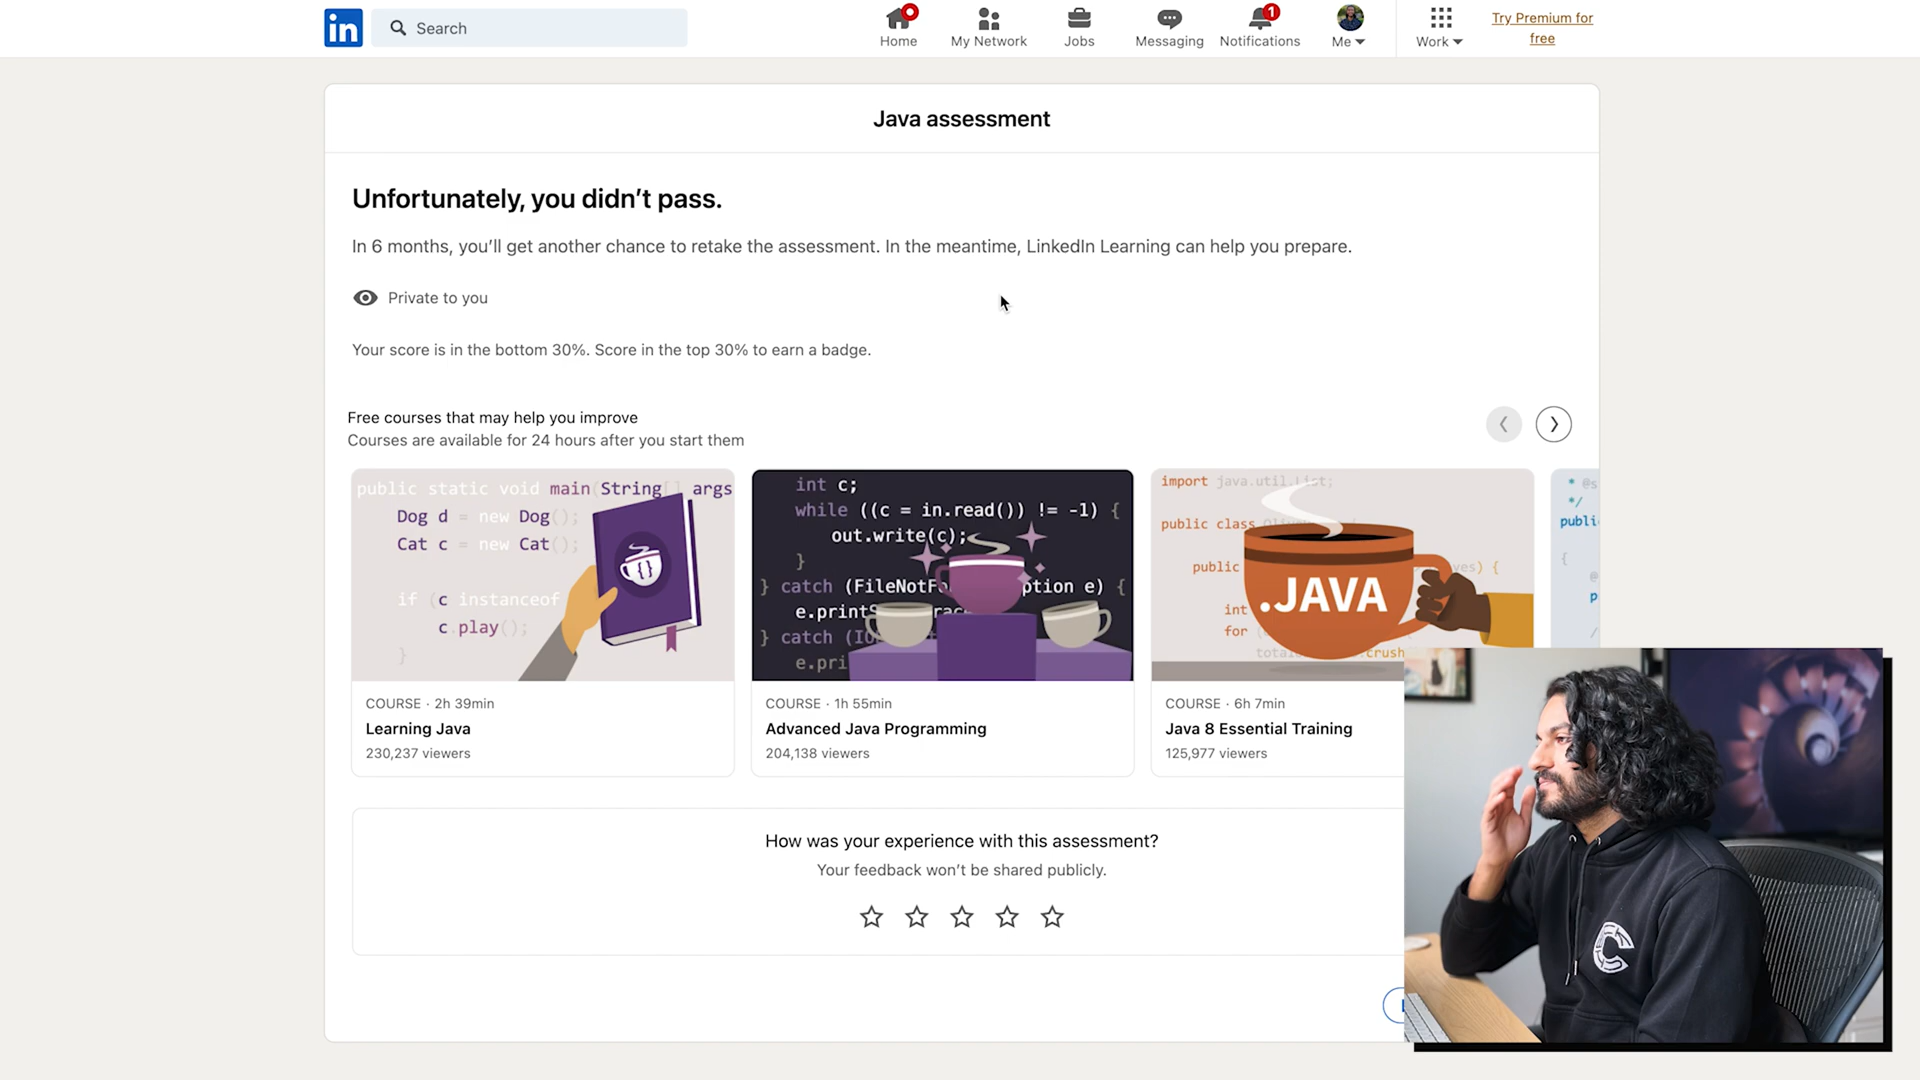 in
Search
Home
My Network
Jobs
Messaging
1
Notifications
Me
Work
Try Premium for
free
Java assessment
Unfortunately, you didn’t pass.
In 6 months, you’ll get another chance to retake the assessment. In the meantime, LinkedIn Learning can help you prepare.
Private to you
Your score is in the bottom 30%. Score in the top 30% to earn a badge.
Free courses that may help you improve
Courses are available for 24 hours after you start them
public static void main(String[] args
Dog d = new Dog();
Cat c = new Cat();
if (c instanceof
c.play();
}
{}
int c;
while ((c = in.read()) != -1) {
out.write(c);
}
} catch (FileNotF ption e) {
e.print rac
} catch (IO
e.pri
import java.util.List;
public class
public ves) {
int
for
.crush
.JAVA
*/
publi
{
COURSE · 2h 39min
Learning Java
230,237 viewers
COURSE · 1h 55min
Advanced Java Programming
204,138 viewers
COURSE · 6h 7min
Java 8 Essential Training
125,977 viewers
How was your experience with this assessment?
Your feedback won’t be shared publicly.
C